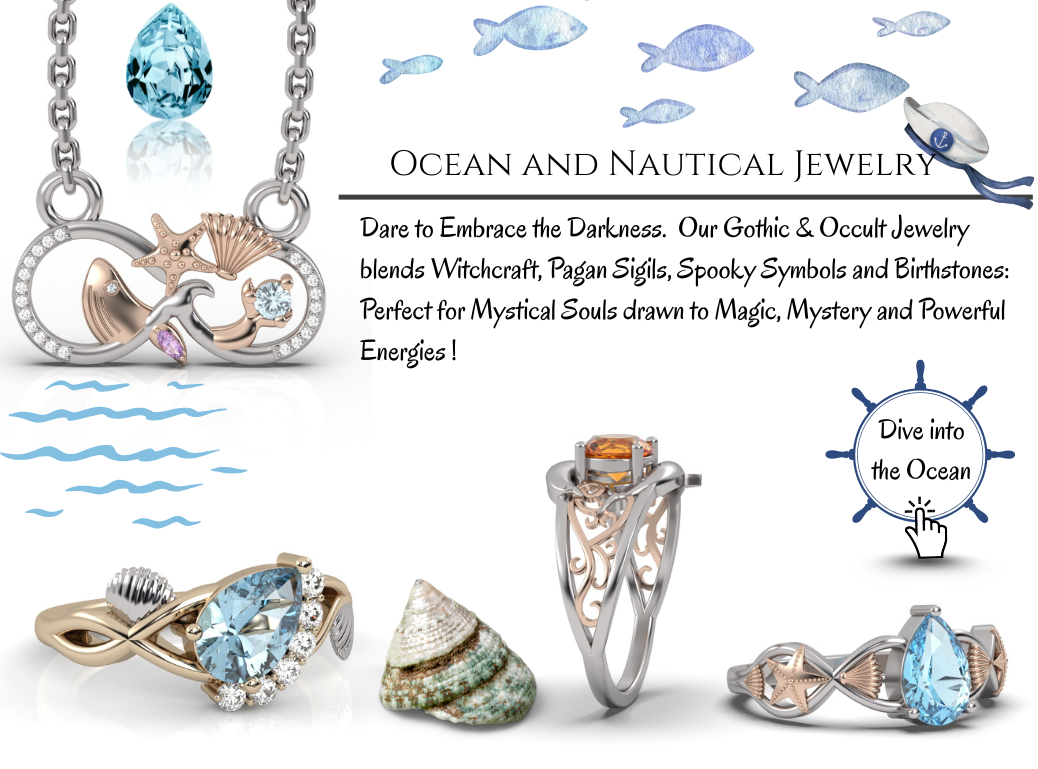 Ocean and Nautical Jewelry
Dare to Embrace the Darkness. Our Gothic & Occult Jewelry
blends Witchcraft, Pagan Sigils, Spooky Symbols and Birthstones:
Perfect for Mystical Souls drawn to Magic, Mystery and Powerful
Energies !
Dive into
the Ocean